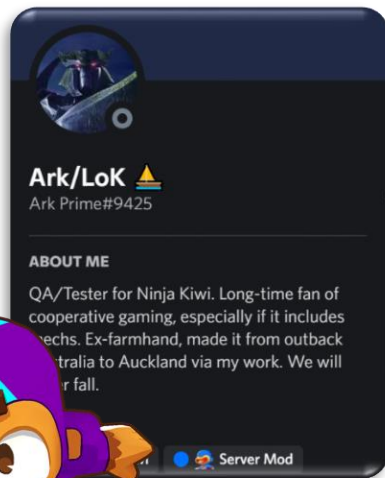 Ark/LoK
Ark Prime#9425
ABOUT ME
QA/Tester for Ninja Kiwi. Long-time fan of
cooperative gaming, especially if it includes
Ex-farmhand, made it from outback
to Auckland via my work. We will
fall.
Server Mod